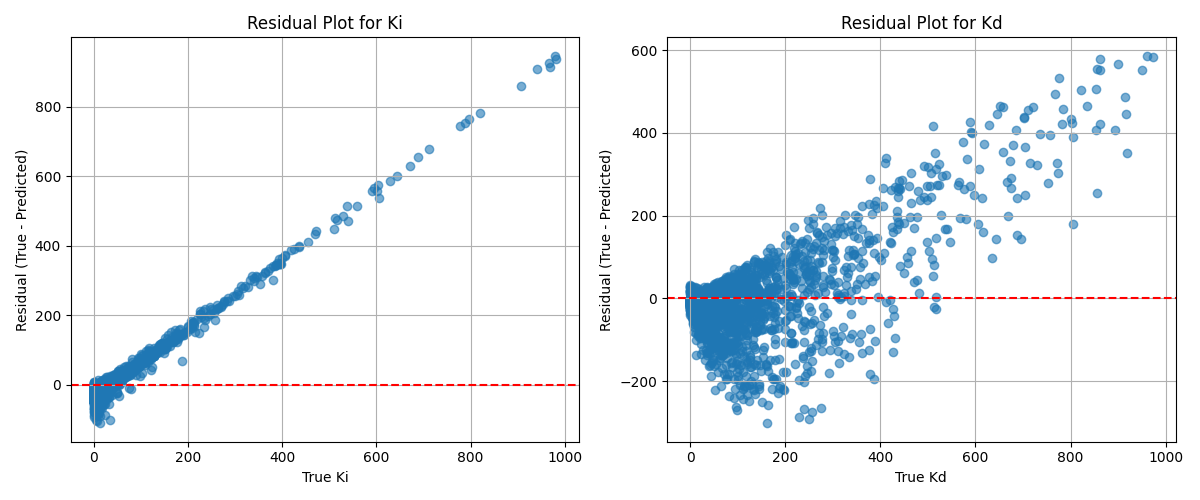 Residual Plot for Ki
Residual (True - Predicted)
800
600
400
200
0
0 200 400 600 800 1000
True Ki
Residual Plot for Kd
Residual (True - Predicted)
600
400
200
0
−200
0 200 400 600 800 1000
True Kd